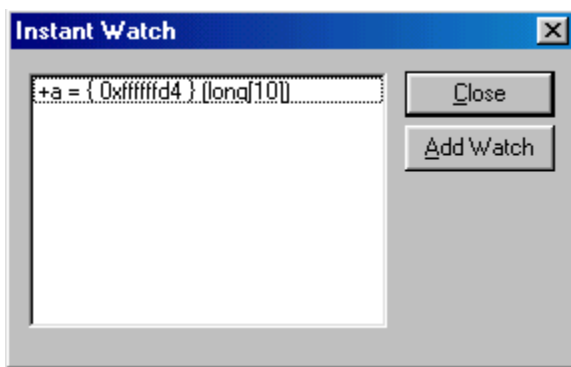 Instant Watch
+a = { 0xffffffd4 } (long[10])
Close
Add Watch